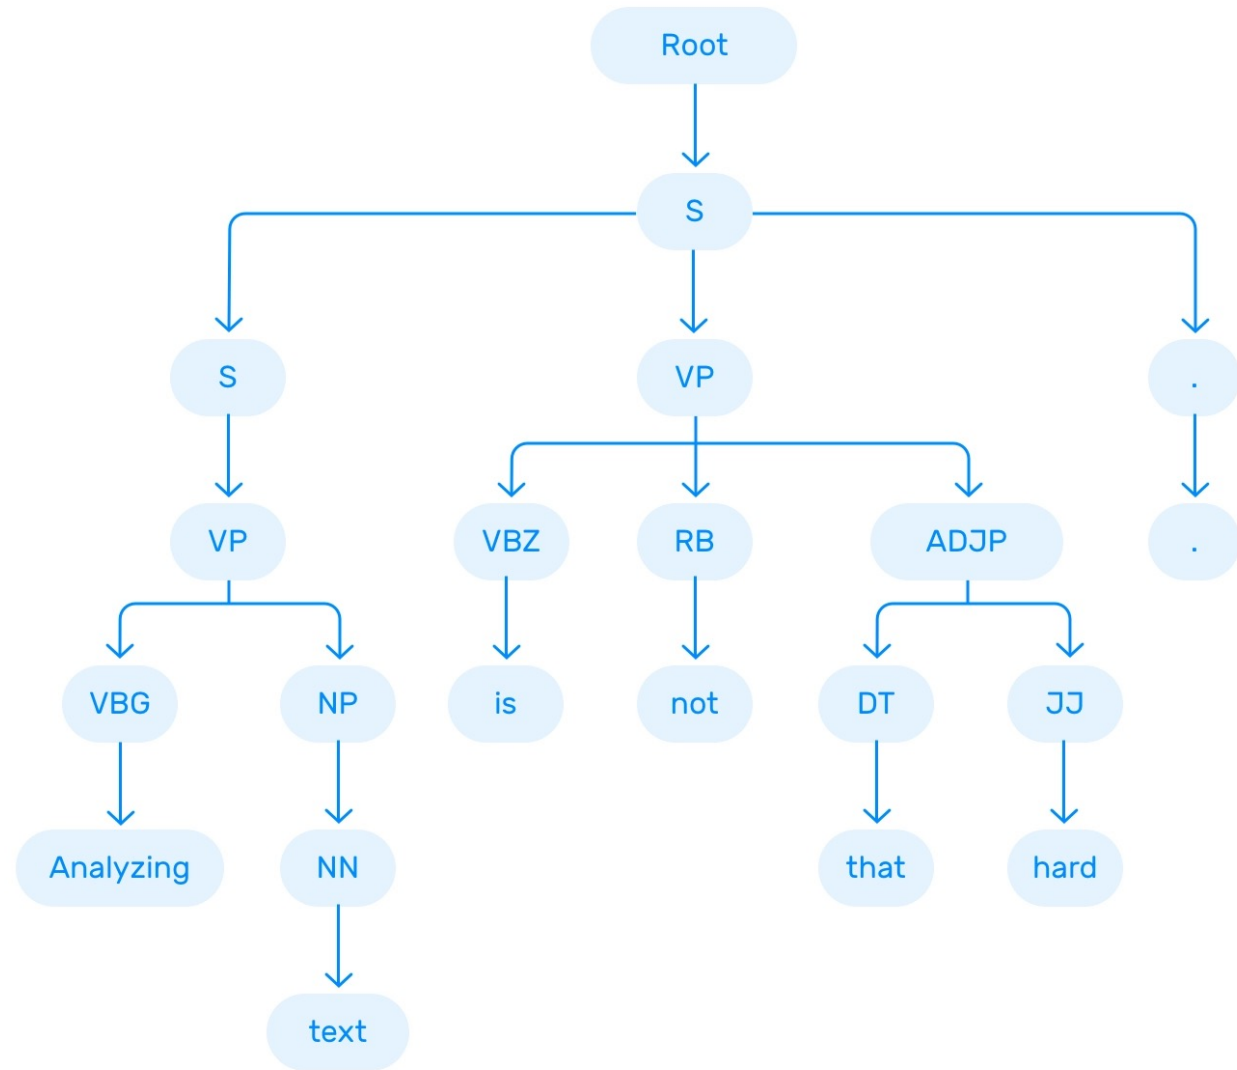 Root
S
S VP .
VP VBZ RB ADJP .
VBG NP is not DT JJ
Analyzing NN that hard
text